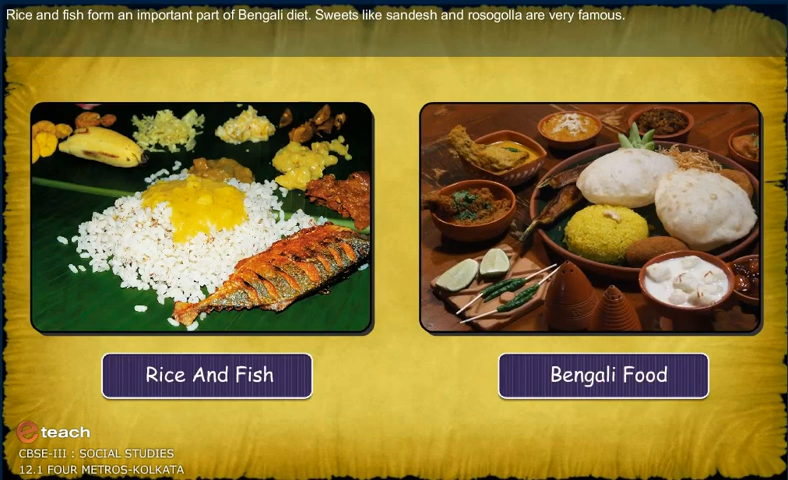 Rice and fish form an important part of Bengali diet. Sweets like sandesh and rosogolla are very famous.
Rice And Fish
Bengali Food
e teach
CBSE-III : SOCIAL STUDIES
12.1 FOUR METROS-KOLKATA